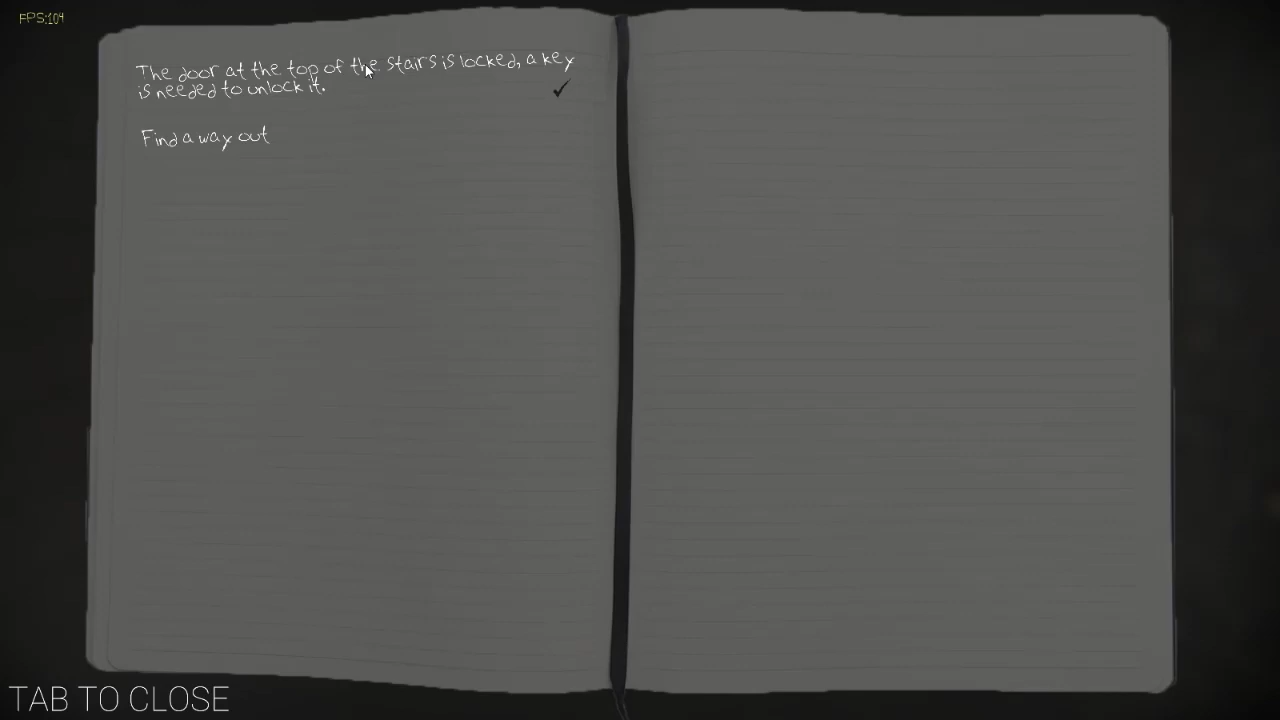 FPS:104
The door at the top of the stairs is locked, a key
is needed to unlock it.
Find a way out
TAB TO CLOSE